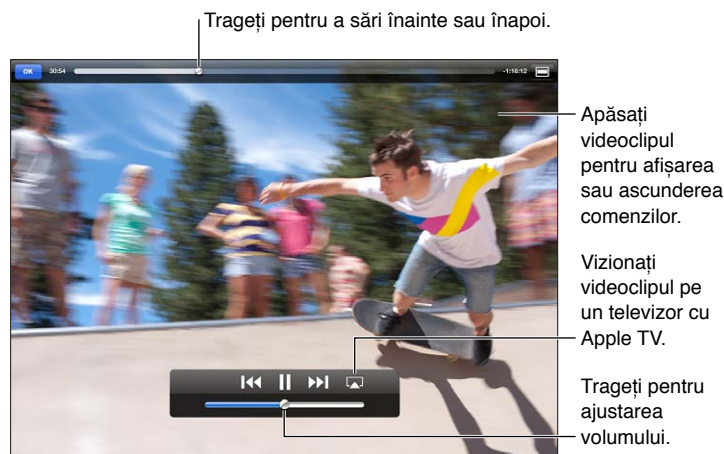 Trageți pentru a sări înainte sau înapoi.
OK 30:54 -1:16:12
Apăsați
videoclipul
pentru afișarea
sau ascunderea
comenzilor.
Vizionați
videoclipul pe
un televizor cu
Apple TV.
Trageți pentru
ajustarea
volumului.